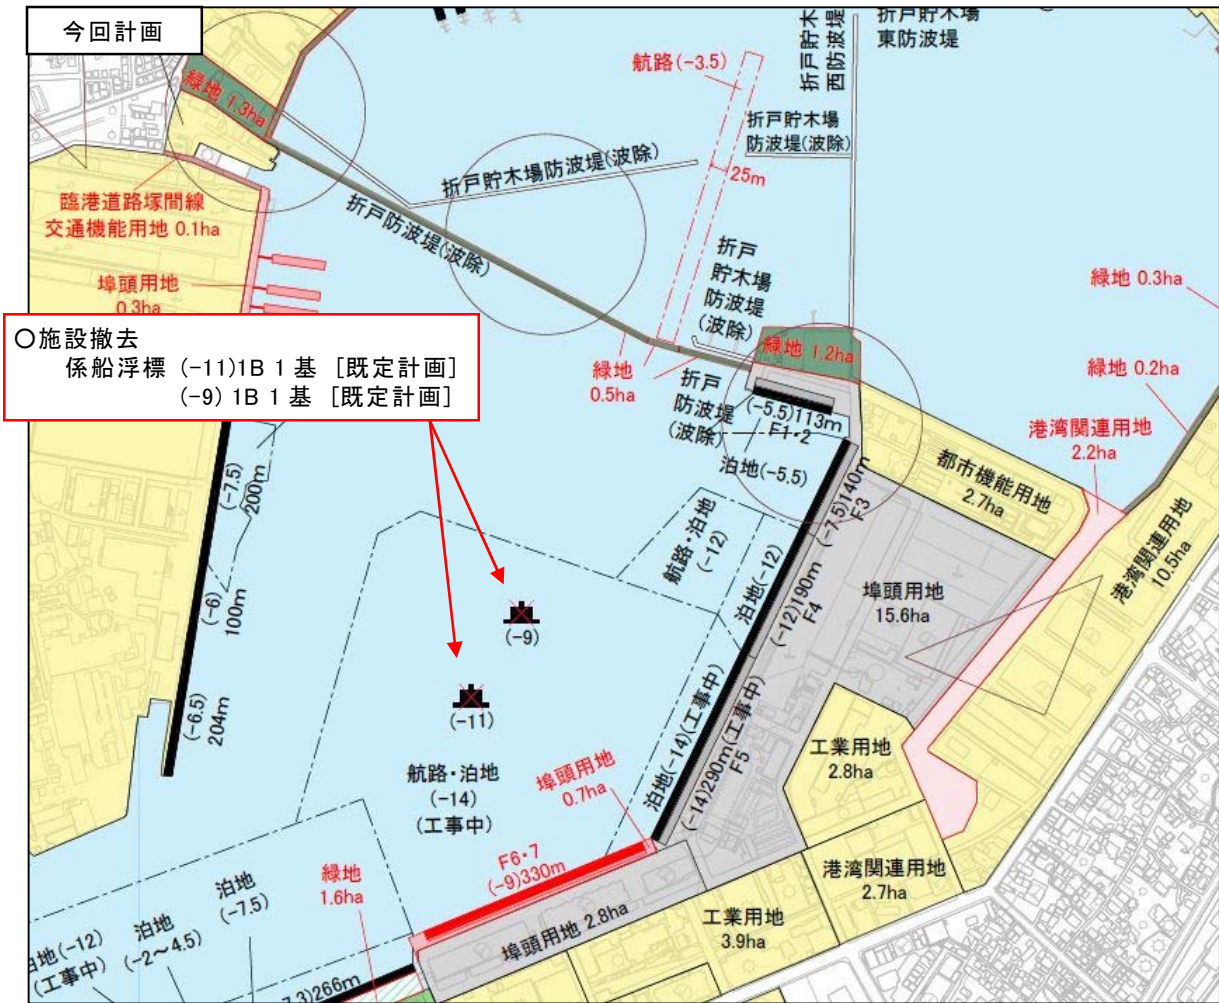 今回計画
折戸貯木場
西防波堤
折戸貯木場
東防波堤
航路(-3.5)
緑地 1.3ha
折戸貯木場
防波堤(波除)
折戸貯木場防波堤(波除)
25m
臨港道路塚間線
交通機能用地 0.1ha
折戸防波堤(波除)
折戸
貯木場
防波堤
(波除)
埠頭用地
0.3ha
緑地 0.3ha
〇施設撤去
係船浮標 (-11)1B 1 基 [既定計画]
(-9) 1B 1 基 [既定計画]
緑地 1.2ha
緑地
0.5ha
緑地 0.2ha
折戸
防波堤
(波除)
(-5.5)113m
F1・2
泊地(-5.5)
港湾関連用地
2.2ha
都市機能用地
2.7ha
(-7.5)
200m
(-7.5)140m
F3
航路・泊地
(-12)
港湾関連用地
10.5ha
泊地(-12)
(-12)190m
F4
埠頭用地
15.6ha
(-6)
100m
(-9)
(-6.5)
204m
(-11)
泊地(-14)(工事中)
(-14)290m(工事中)
F5
工業用地
2.8ha
航路・泊地
(-14)
(工事中)
埠頭用地
0.7ha
F6・7
(-9)330m
港湾関連用地
2.7ha
緑地
1.6ha
泊地
(-7.5)
埠頭用地 2.8ha
工業用地
3.9ha
泊地
(-2～4.5)
泊地(-12)
(工事中)
7.3)266m